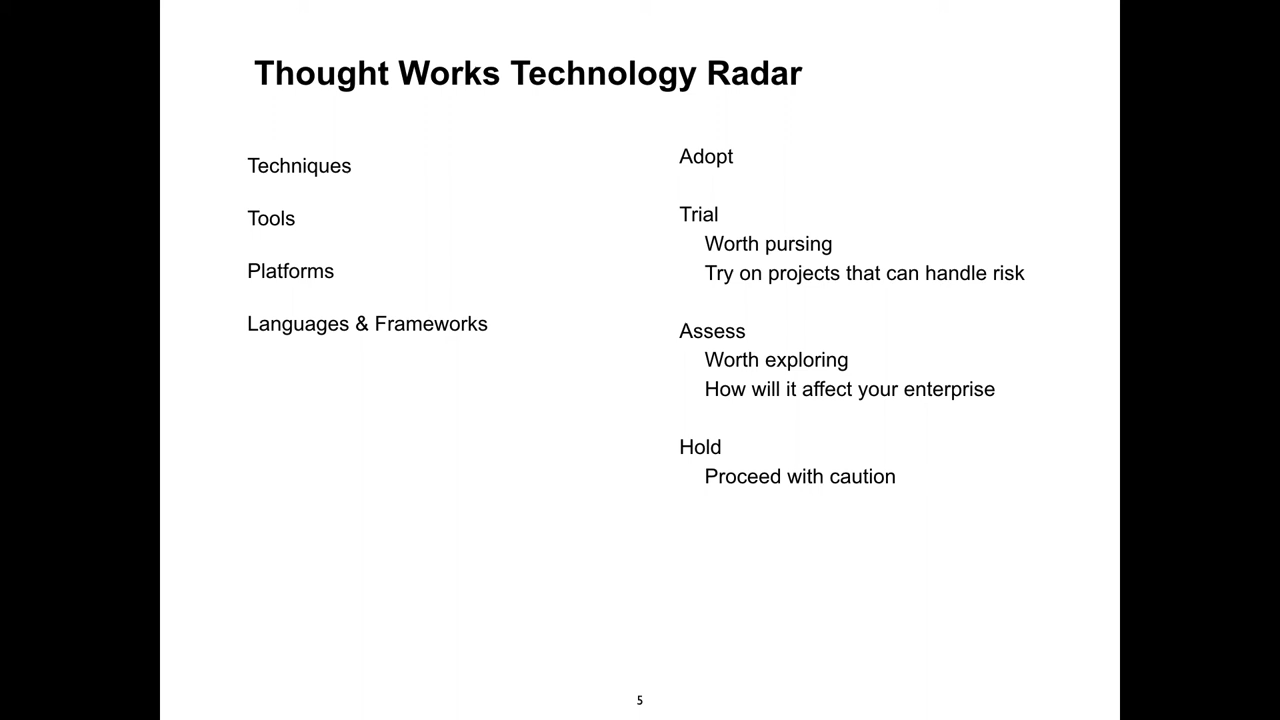 Thought Works Technology Radar
Techniques
Tools
Platforms
Languages & Frameworks
Adopt
Trial
Worth pursing
Try on projects that can handle risk
Assess
Worth exploring
How will it affect your enterprise
Hold
Proceed with caution
5